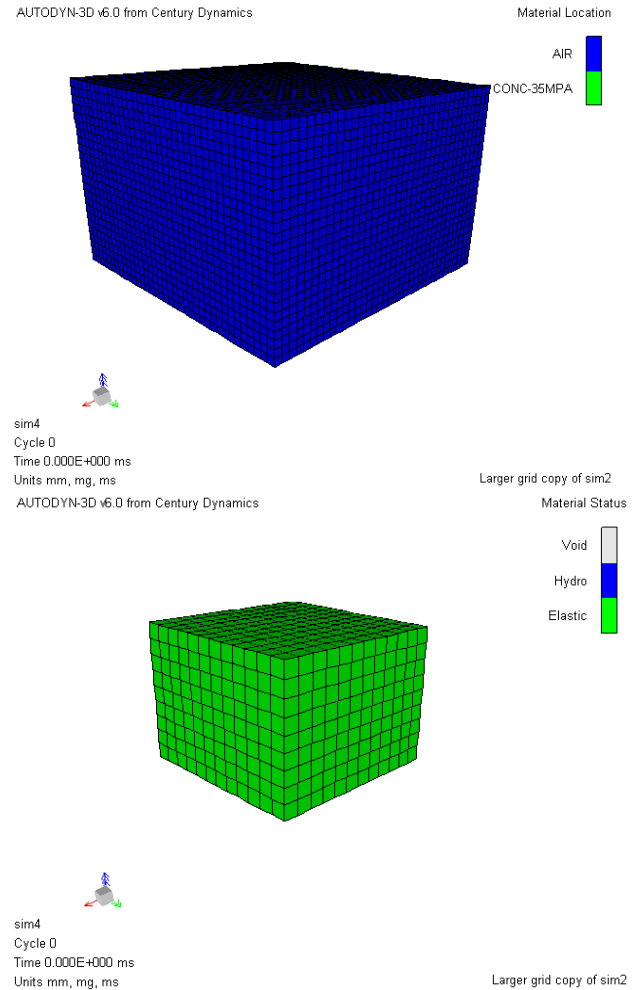 AUTODYN-3D v6.0 from Century Dynamics
Material Location
AIR
CONC-35MPA
sim4
Cycle 0
Time 0.000E+000 ms
Units mm, mg, ms
Larger grid copy of sim2
AUTODYN-3D v6.0 from Century Dynamics
Material Status
Void
Hydro
Elastic
sim4
Cycle 0
Time 0.000E+000 ms
Units mm, mg, ms
Larger grid copy of sim2